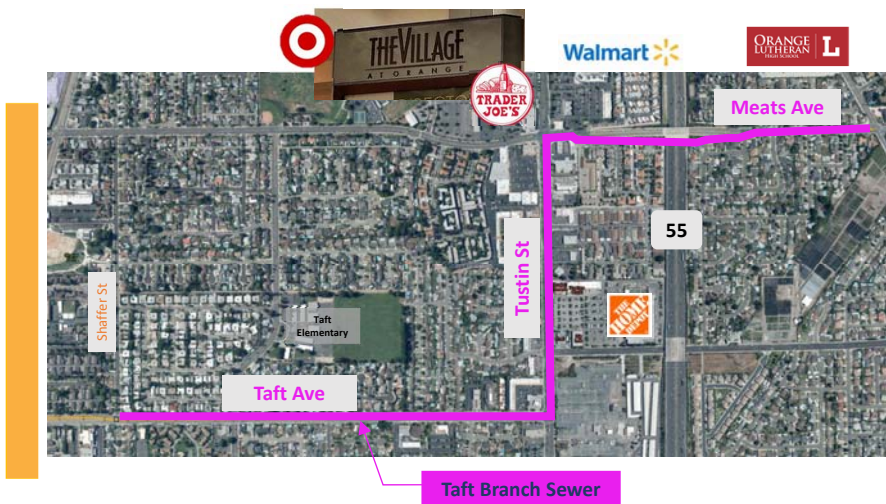 THE VILLAGE
AT ORANGE
TRADER
JOE'S
Walmart
ORANGE
LUTHERAN
HIGH SCHOOL
L
Meats Ave
55
Tustin St
Shaffer St
THE
HOME
DEPOT
Taft
Elementary
Taft Ave
Taft Branch Sewer